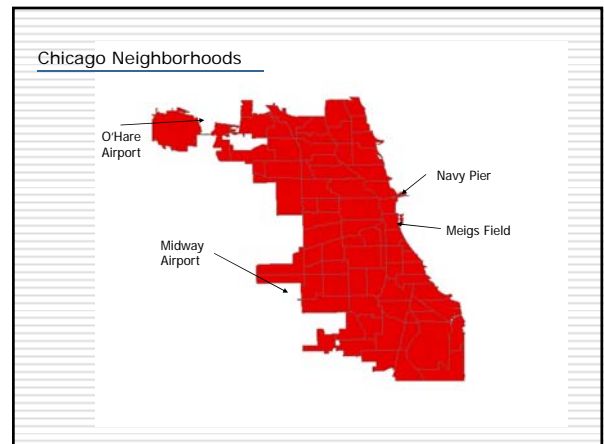 Chicago Neighborhoods
O'Hare
Airport
Navy Pier
Meigs Field
Midway
Airport